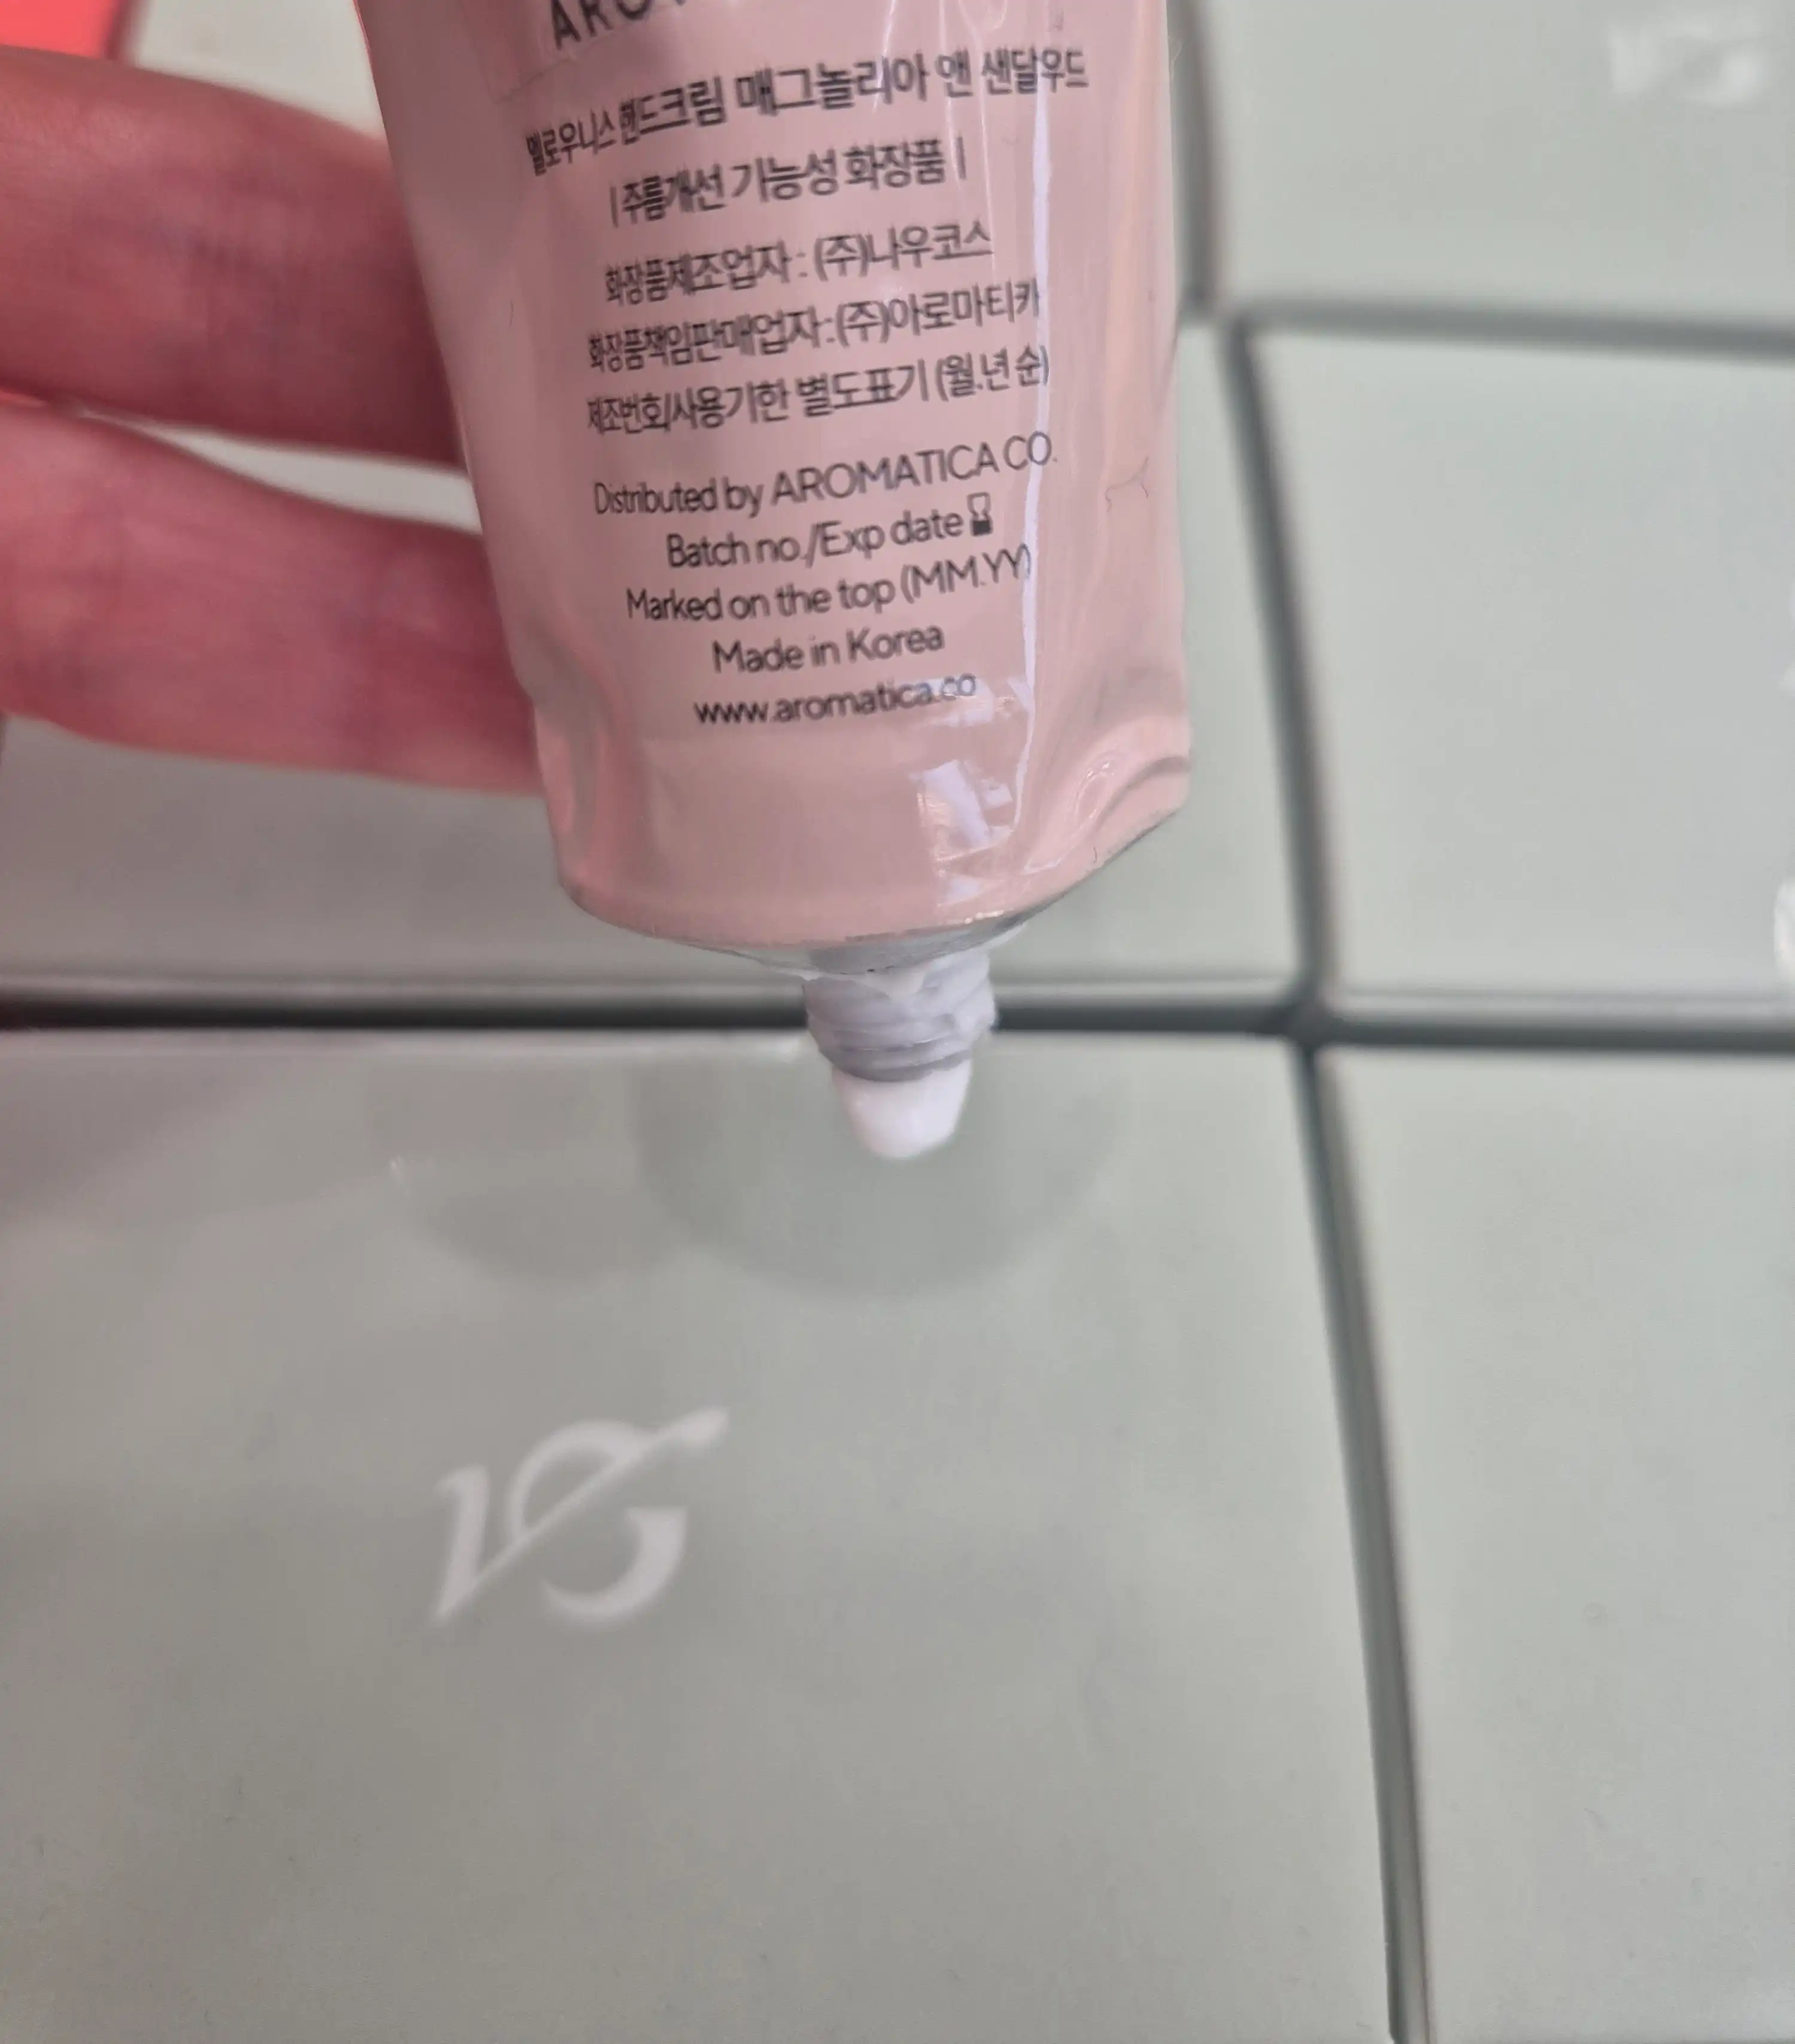 멜로우니스 핸드크림 매그놀리아 앤 샌달우드
| 주름개선 기능성 화장품 |
화장품제조업자 : (주)나우코스
화장품책임판매업자 : (주)아로마티카
제조번호/사용기한 별도표기 (월.년 순)
Distributed by AROMATICA CO.
Batch no./Exp date
Marked on the top (MM.YY)
Made in Korea
www.aromatica.co